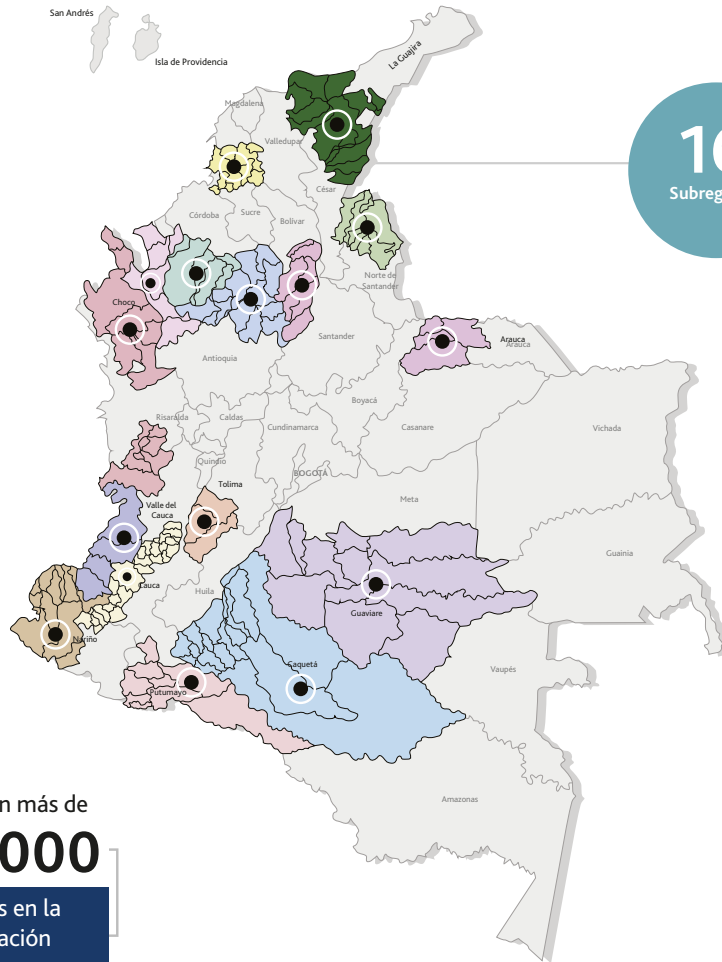 San Andrés
Isla de Providencia
La Guajira
Magdalena
Valledupar
César
Córdoba
Sucre
Bolívar
Norte de
Santander
Choco
Santander
Antioquia
Arauca
Arauca
Boyacá
Risaralda
Caldas
Cundinamarca
Casanare
Vichada
Quindío
BOGOTÁ
Tolima
Meta
Valle del
Cauca
Guainia
Cauca
Huila
Guaviare
Nariño
Caquetá
Vaupés
Putumayo
Amazonas
Subreg
n más de
000
s en la
ación